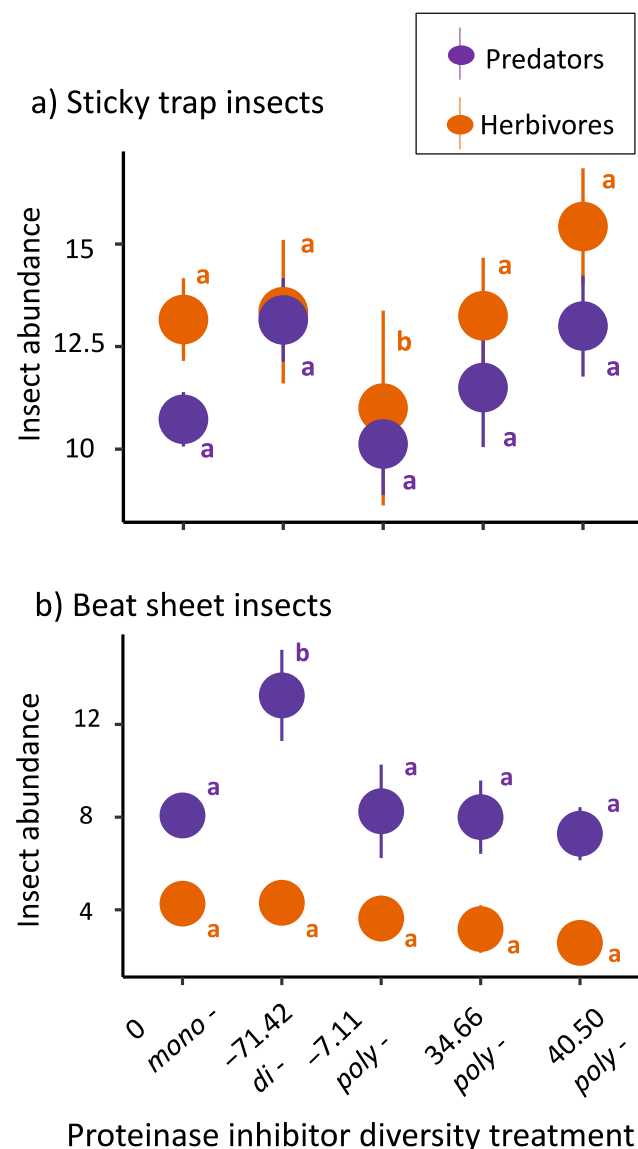 Predators
Herbivores
a) Sticky trap insects
Insect abundance
15
12.5
10
a
a
a
a
b
a
a
a
a
a
b) Beat sheet insects
Insect abundance
12
8
4
a
b
a
a
a
a
a
a
a
a
0
mono -
−71.42
di -
−7.11
poly -
34.66
poly -
40.50
poly -
Proteinase inhibitor diversity treatment